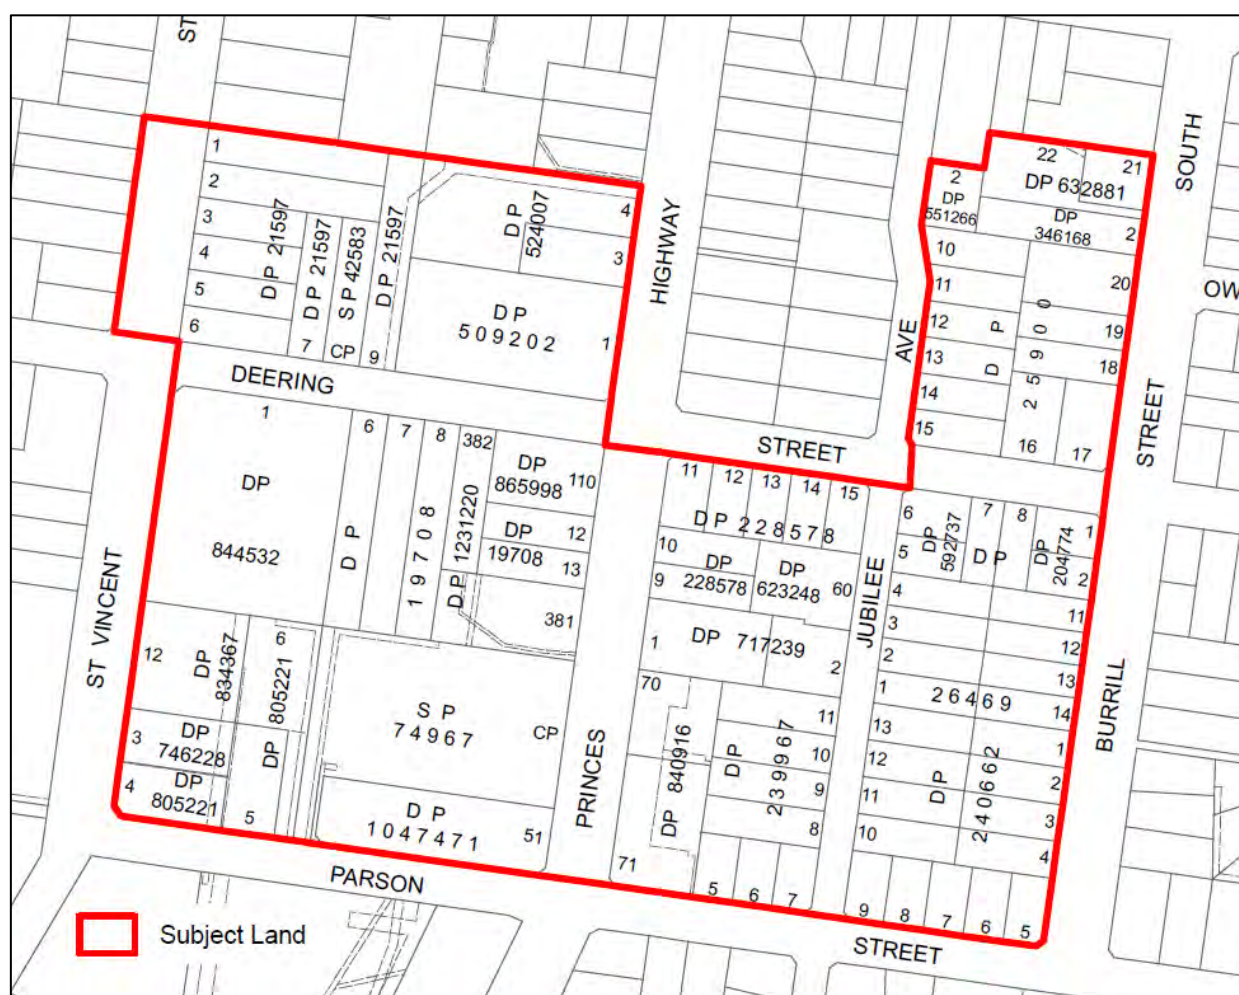 ST
SOUTH
HIGHWAY
OW
1
2
3
4
5
6
DP 21597
DP 21597
SP 42583
DP 21597
7
CP
9
DP
524007
4
3
DP
509202
1
DEERING
STREET
AVE
2
DP
551266
22
21
DP 632881
DP
346168
2
10
11
12
13
14
15
DP
25900
20
19
18
16
17
STREET
1
DP
844532
6
7
8
382
DP
19708
DP 1231220
DP
865998
110
DP
19708
12
13
381
11
12
13
14
15
DP 228578
10
9
DP
228578
DP
623248
60
1
DP 717239
2
JUBILEE
6
5
DP
592737
7
8
DP
DP
204774
1
2
4
3
2
1
11
12
13
14
26469
ST VINCENT
12
DP
834367
6
DP 805221
DP
746228
3
DP
805221
4
5
SP
74967
CP
DP
1047471
51
PRINCES
70
DP 840916
71
DP
239967
11
10
9
8
5
6
7
13
12
11
10
DP
240662
1
2
3
4
9
8
7
6
5
BURRILL
PARSON
STREET
Subject Land